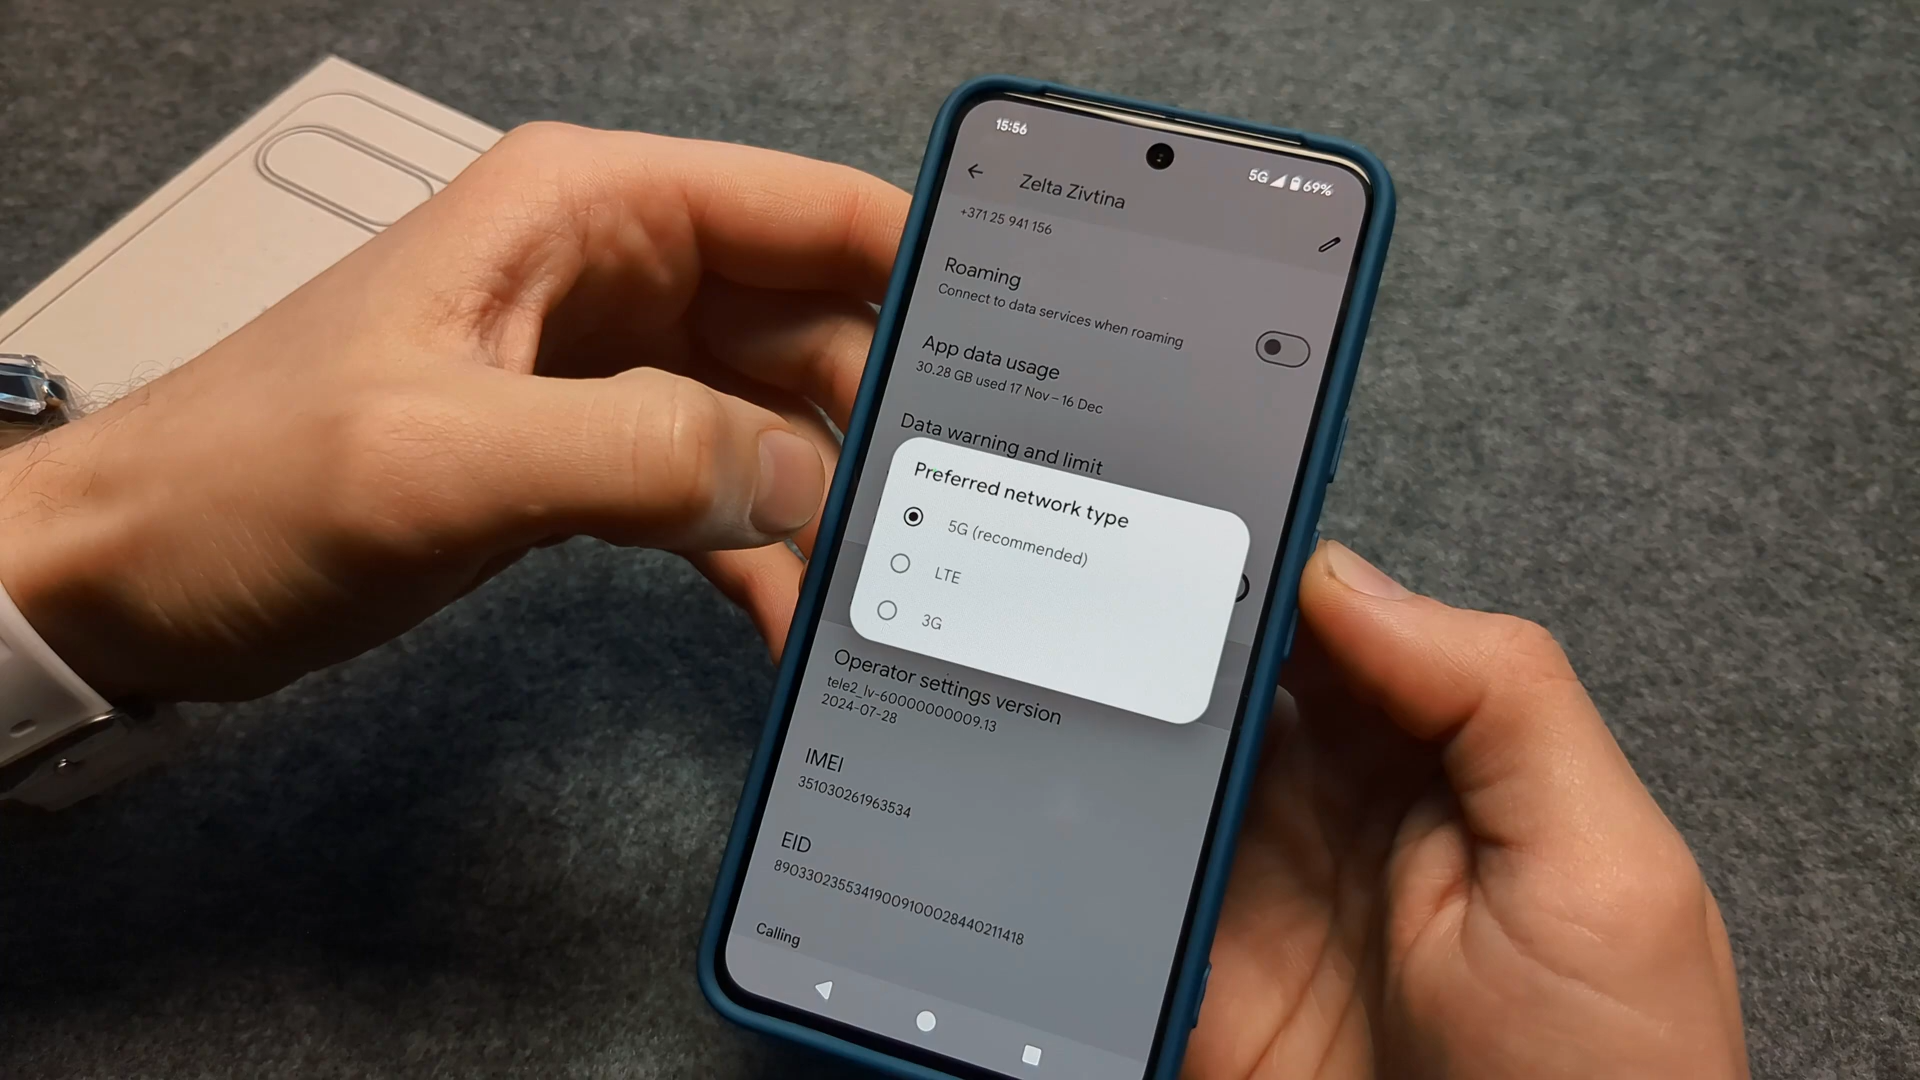 15:56
5G 69%
Zelta Zivtina
+371 25 941 156
Roaming
Connect to data services when roaming
App data usage
30.28 GB used 17 Nov – 16 Dec
Data warning and limit
Preferred network type
5G (recommended)
LTE
3G
Operator settings version
tele2_lv-60000000009.13
2024-07-28
IMEI
351030261963534
EID
89033023553419009100028440211418
Calling